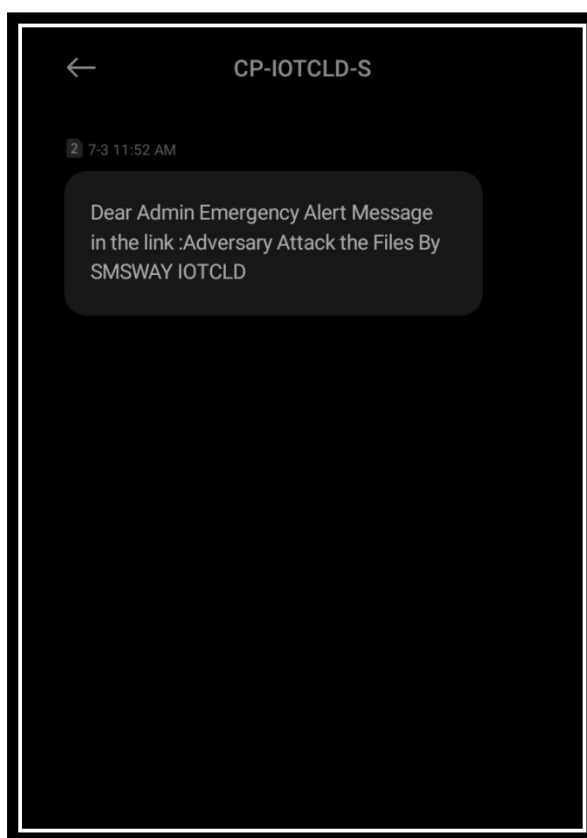 CP-IOTCLD-S
2 7-3 11:52 AM
Dear Admin Emergency Alert Message
in the link :Adversary Attack the Files By
SMSWAY IOTCLD